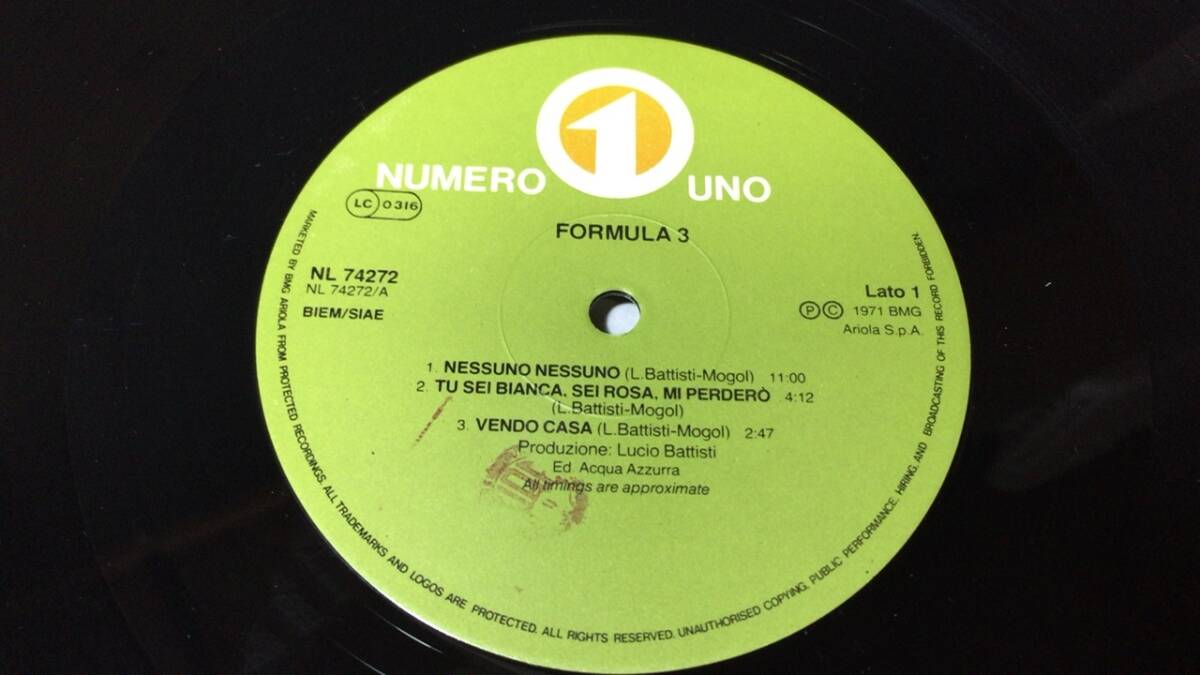 1
NUMERO UNO
LC 0316
FORMULA 3
NL 74272
NL 74272/A
BIEM/SIAE
Lato 1
Ⓟ Ⓒ 1971 BMG
Ariola S.p.A.
1. NESSUNO NESSUNO (L. Battisti-Mogol) 11:00
2. TU SEI BIANCA, SEI ROSA, MI PERDERÒ 4:12
(L. Battisti-Mogol)
3. VENDO CASA (L. Battisti-Mogol) 2:47
Produzione: Lucio Battisti
Ed. Acqua Azzurra
All timings are approximate
MARKETED BY BMG ARIOLA FROM PROTECTED RECORDINGS. ALL TRADEMARKS AND LOGOS ARE PROTECTED. ALL RIGHTS RESERVED. UNAUTHORISED COPYING, PUBLIC PERFORMANCE, HIRING, AND BROADCASTING OF THIS RECORD FORBIDDEN.